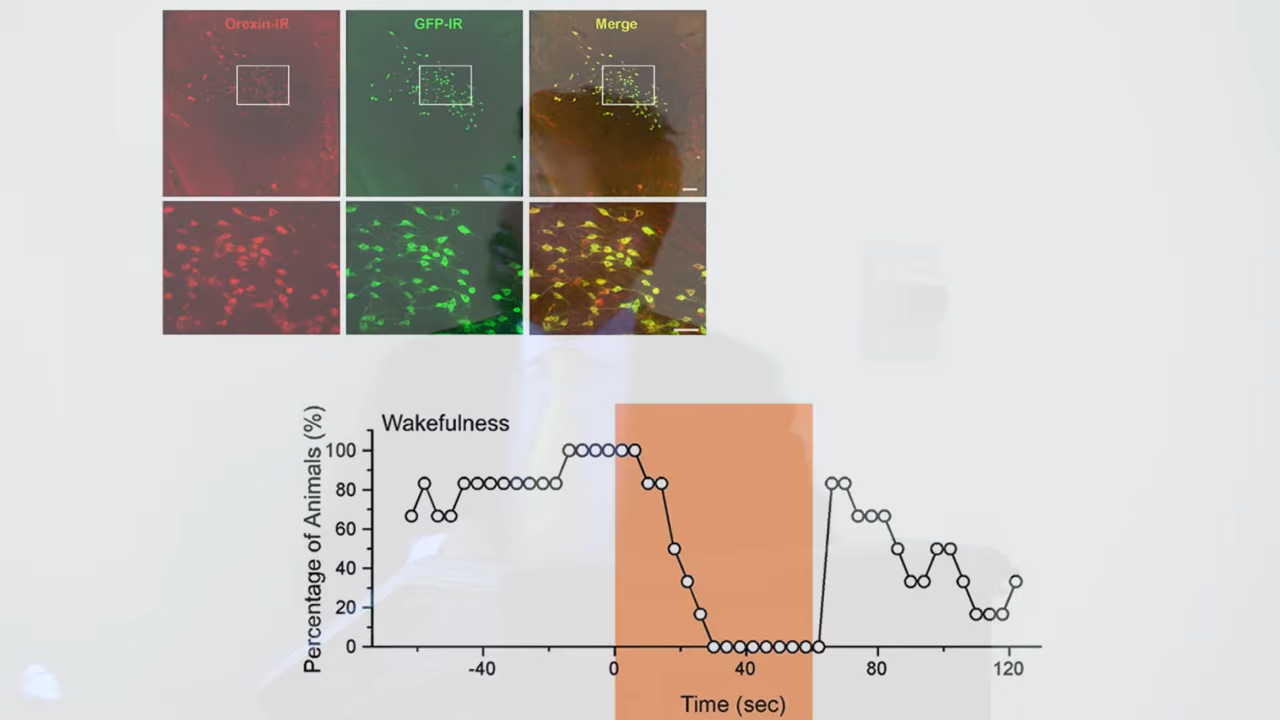 Orexin-IR
GFP-IR
Merge
Wakefulness
Percentage of Animals (%)
100
80
60
40
20
0
-40
0
40
80
120
Time (sec)